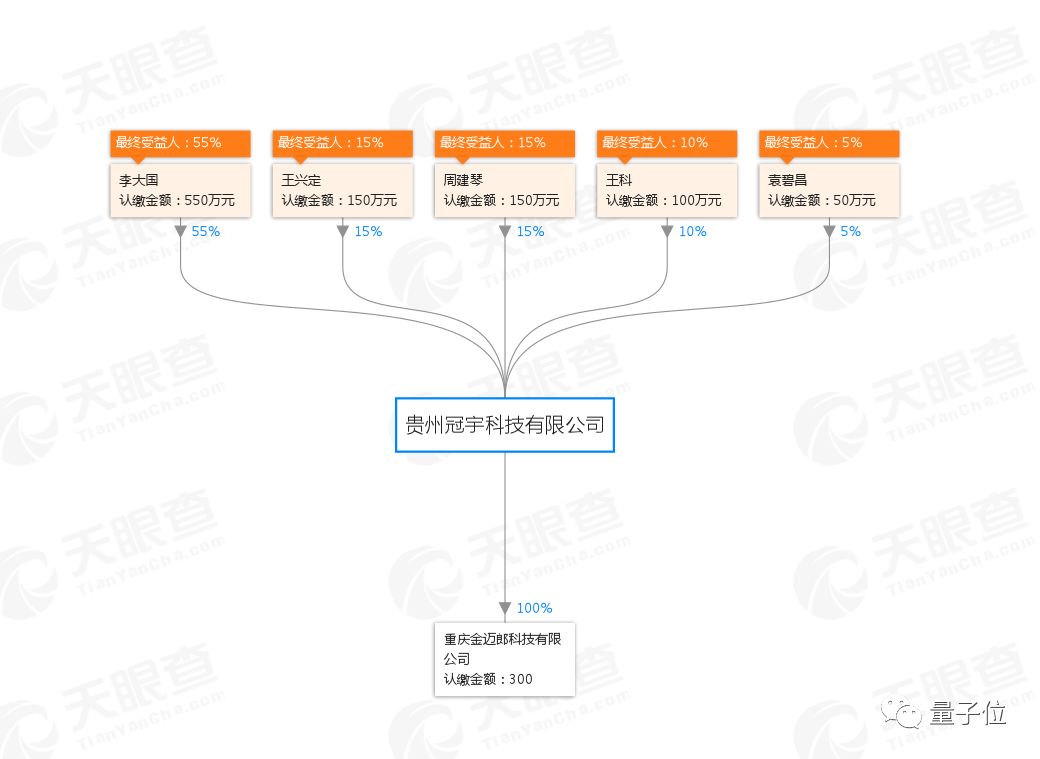 最终受益人：55%
李大国
认缴金额：550万元
55%
最终受益人：15%
王兴定
认缴金额：150万元
15%
最终受益人：15%
周建琴
认缴金额：150万元
15%
最终受益人：10%
王科
认缴金额：100万元
10%
最终受益人：5%
袁碧昌
认缴金额：50万元
5%
贵州冠宇科技有限公司
100%
重庆金迈郎科技有限
公司
认缴金额：300
量子位
天眼查
TianYanCha.com